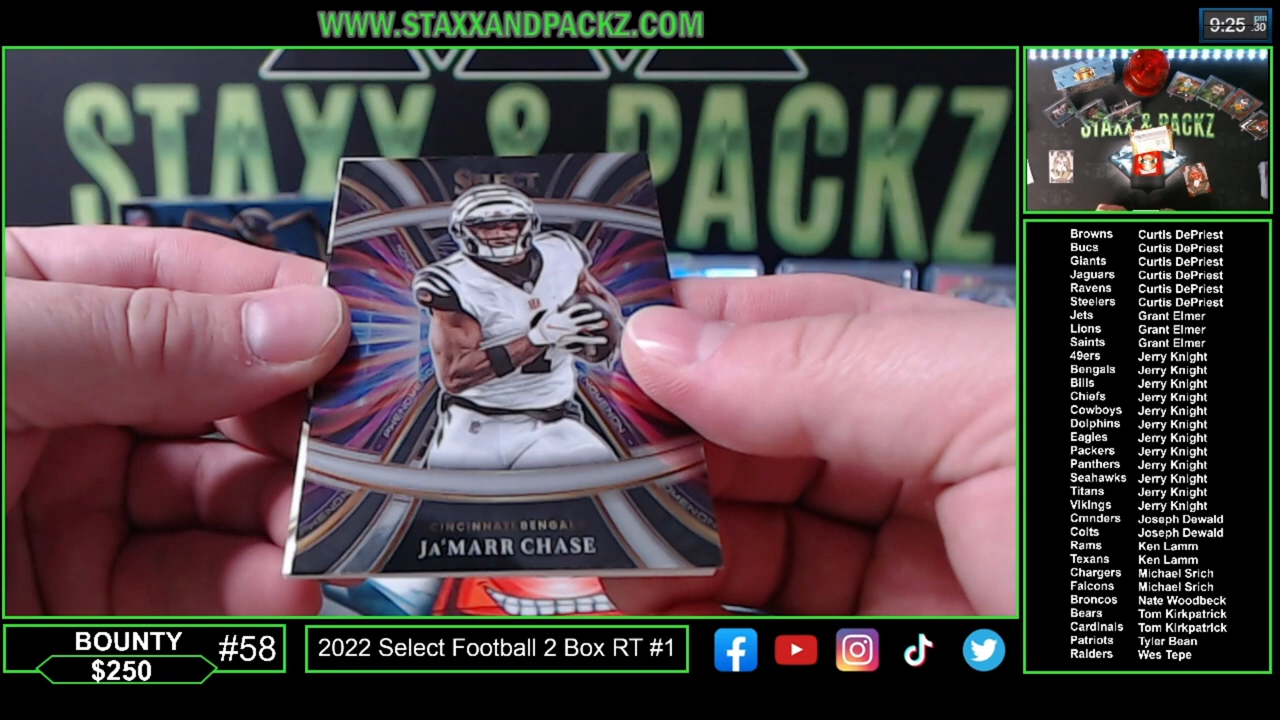 WWW.STAXXANDPACKZ.COM
9:25 pm :30
STAXX & PACKZ
SELECT
PHENOMENON
CINCINNATI BENGALS
JA'MARR CHASE
STAXX & PACKZ
Browns Curtis DePriest
Bucs Curtis DePriest
Giants Curtis DePriest
Jaguars Curtis DePriest
Ravens Curtis DePriest
Steelers Curtis DePriest
Jets Grant Elmer
Lions Grant Elmer
Saints Grant Elmer
49ers Jerry Knight
Bengals Jerry Knight
Bills Jerry Knight
Chiefs Jerry Knight
Cowboys Jerry Knight
Dolphins Jerry Knight
Eagles Jerry Knight
Packers Jerry Knight
Panthers Jerry Knight
Seahawks Jerry Knight
Titans Jerry Knight
Vikings Jerry Knight
Cmnders Joseph Dewald
Colts Joseph Dewald
Rams Ken Lamm
Texans Ken Lamm
Chargers Michael Srich
Falcons Michael Srich
Broncos Nate Woodbeck
Bears Tom Kirkpatrick
Cardinals Tom Kirkpatrick
Patriots Tyler Bean
Raiders Wes Tepe
BOUNTY
$250
#58
2022 Select Football 2 Box RT #1